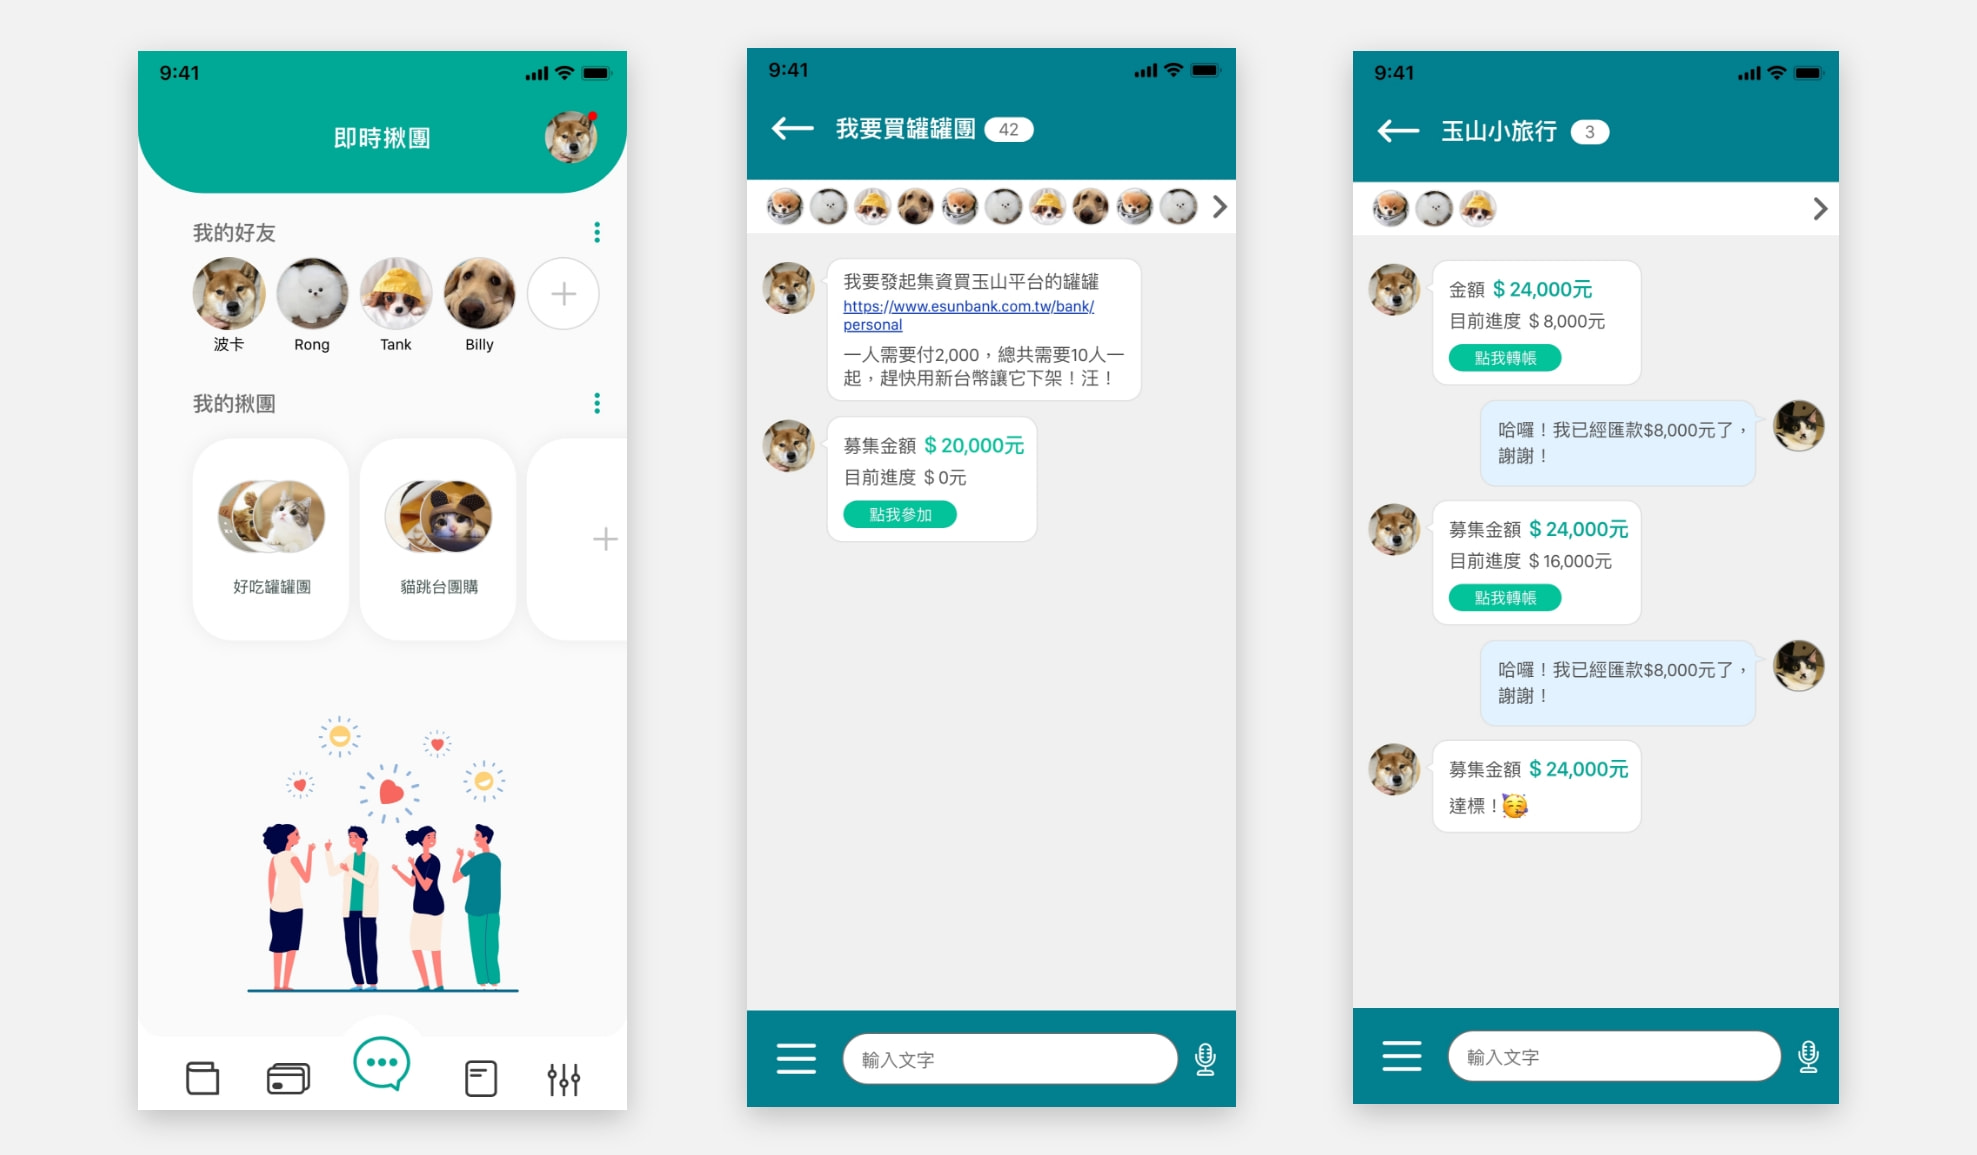 9:41
即時揪團
我的好友
波卡
Rong
Tank
Billy
我的揪團
好吃罐罐團
貓跳台團購
9:41
我要買罐罐團 42
我要發起集資買玉山平台的罐罐
https://www.esunbank.com.tw/bank/
personal
一人需要付2,000，總共需要10人一
起，趕快用新台幣讓它下架！汪！
募集金額 $ 20,000元
目前進度 $ 0元
點我參加
輸入文字
9:41
玉山小旅行 3
金額 $ 24,000元
目前進度 $ 8,000元
點我轉帳
哈囉！我已經匯款$8,000元了，
謝謝！
募集金額 $ 24,000元
目前進度 $ 16,000元
點我轉帳
哈囉！我已經匯款$8,000元了，
謝謝！
募集金額 $ 24,000元
達標！🥳
輸入文字